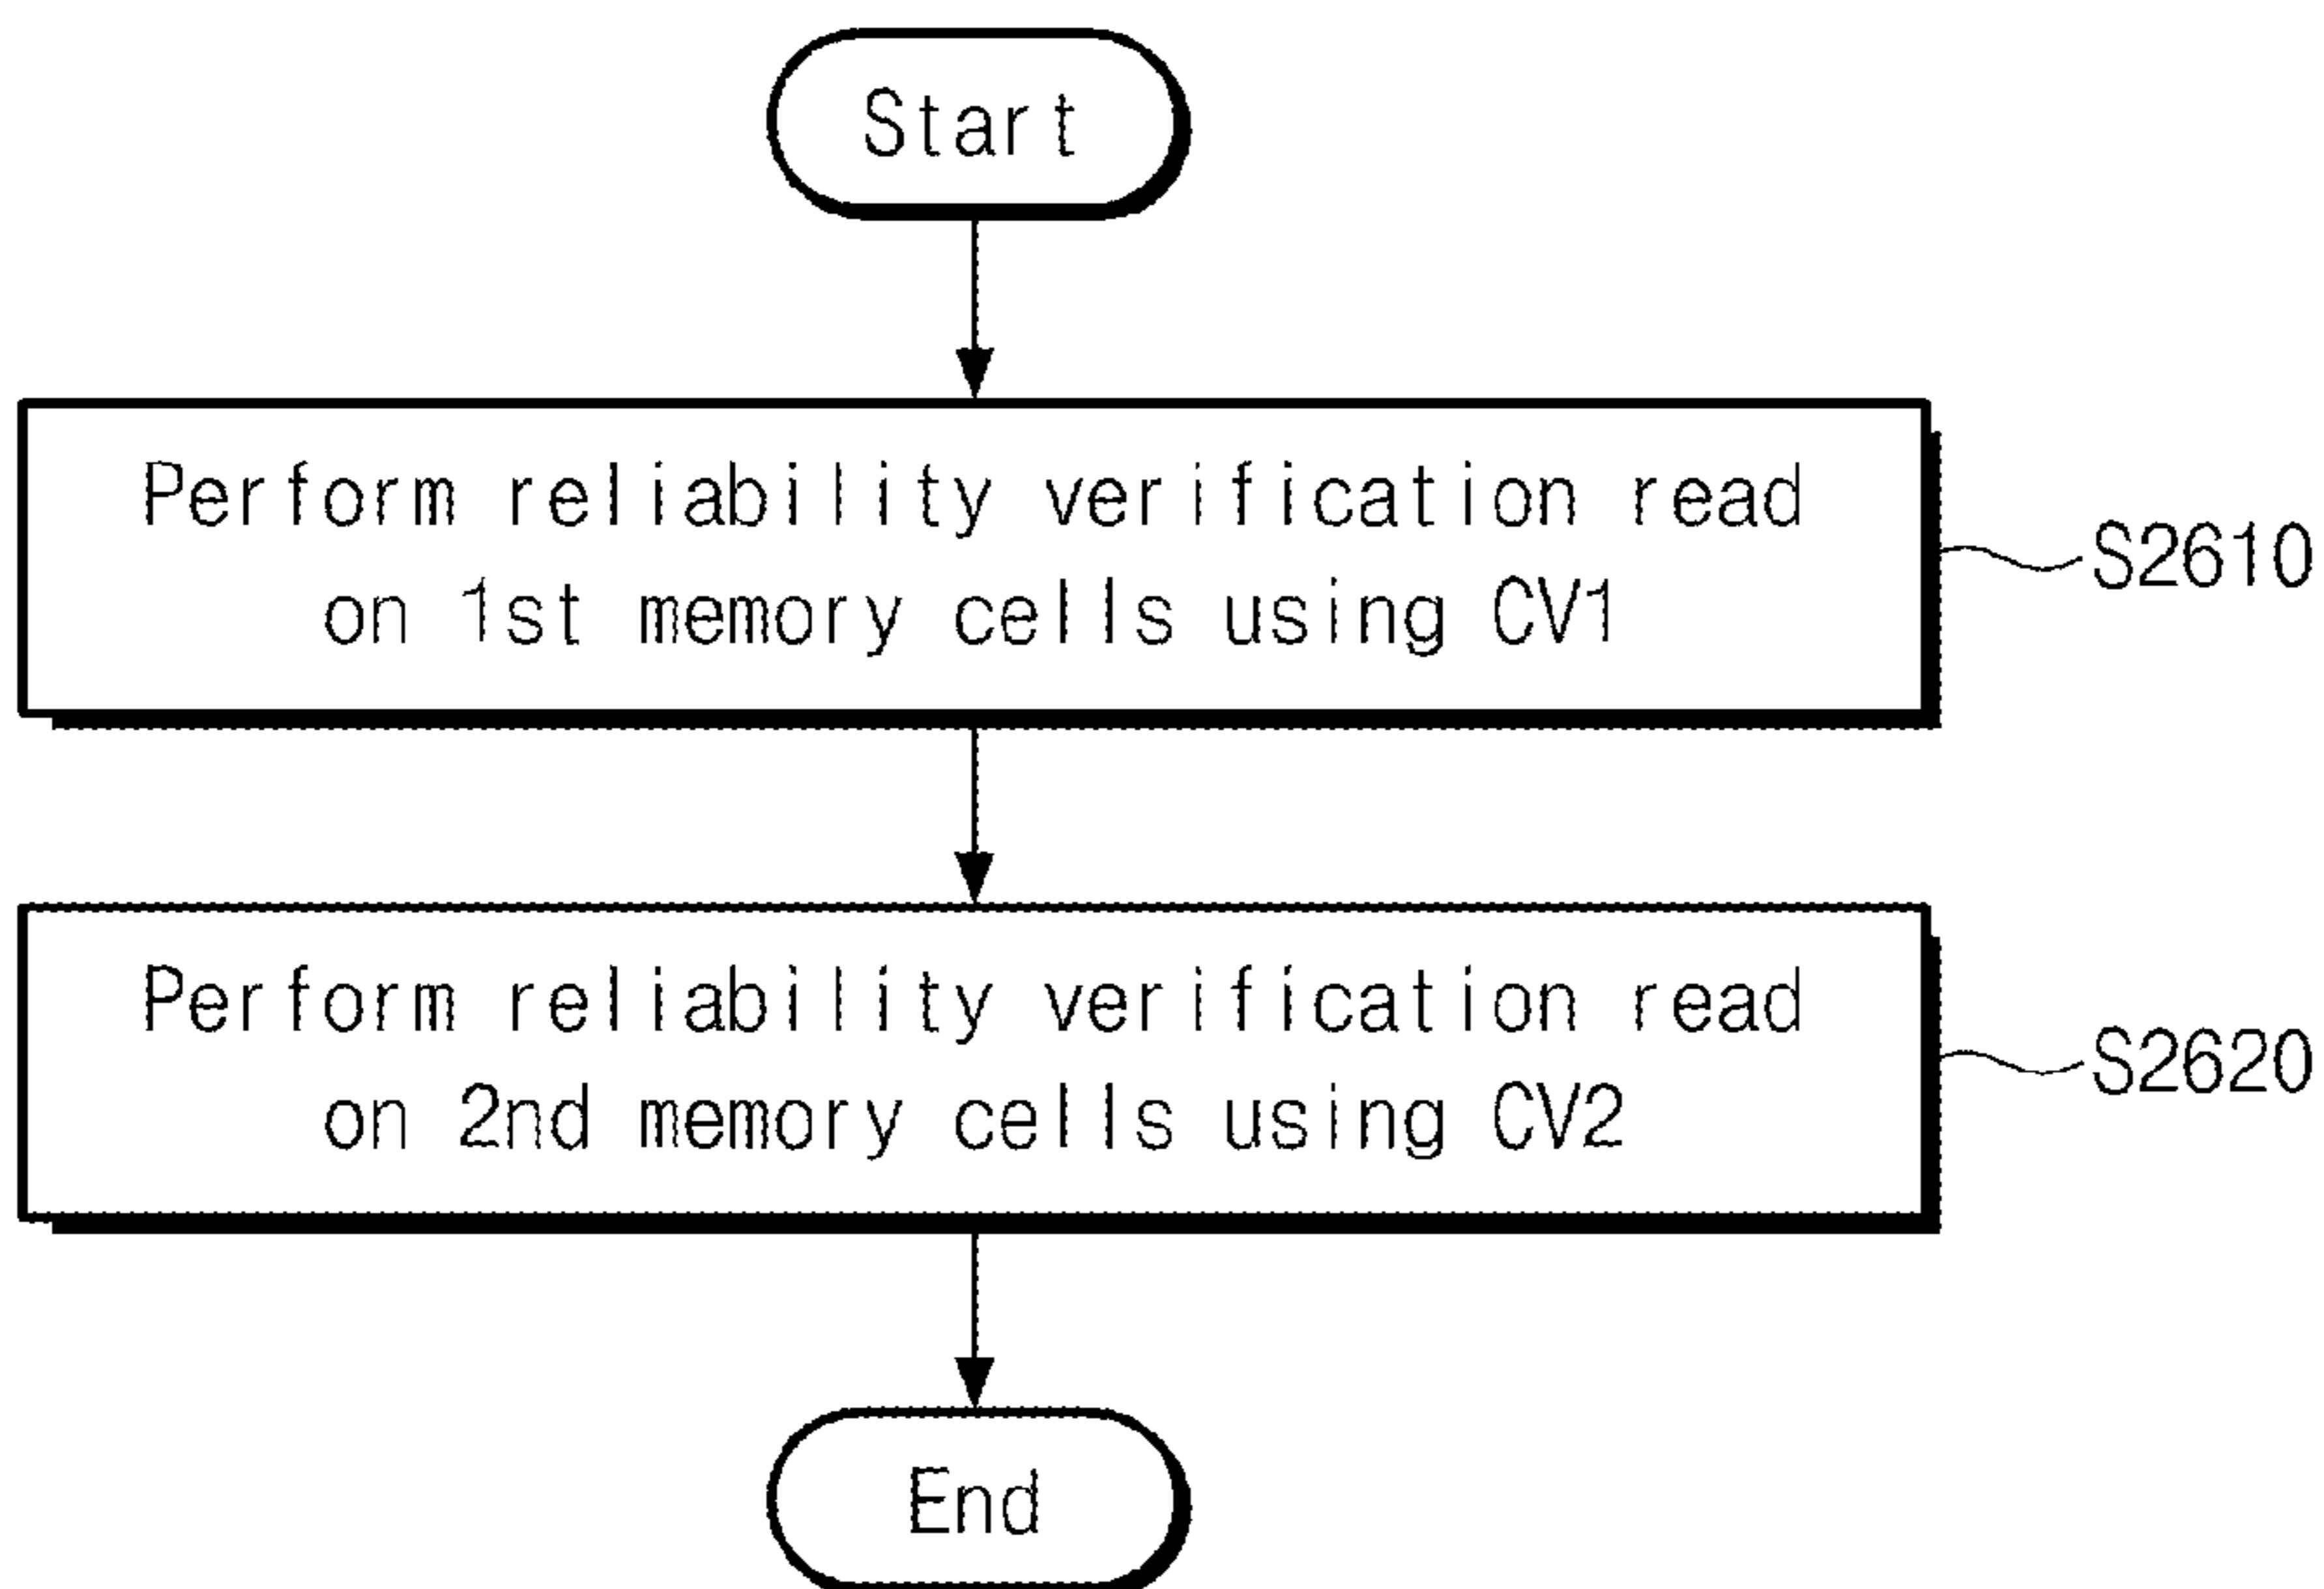 Start
Perform reliability verification read
on 1st memory cells using CV1
S2610
Perform reliability verification read
on 2nd memory cells using CV2
S2620
End